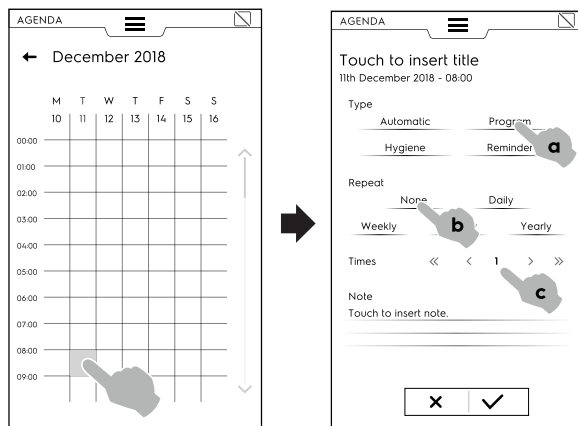 AGENDA
December 2018
M T W T F S S
10 11 12 13 14 15 16
00:00
01:00
02:00
03:00
04:00
05:00
06:00
07:00
08:00
09:00
AGENDA
Touch to insert title
11th December 2018 - 08:00
Type
Automatic Program
Hygiene Reminder
a
Repeat
None Daily
Weekly Yearly
b
Times « < 1 > »
c
Note
Touch to insert note.